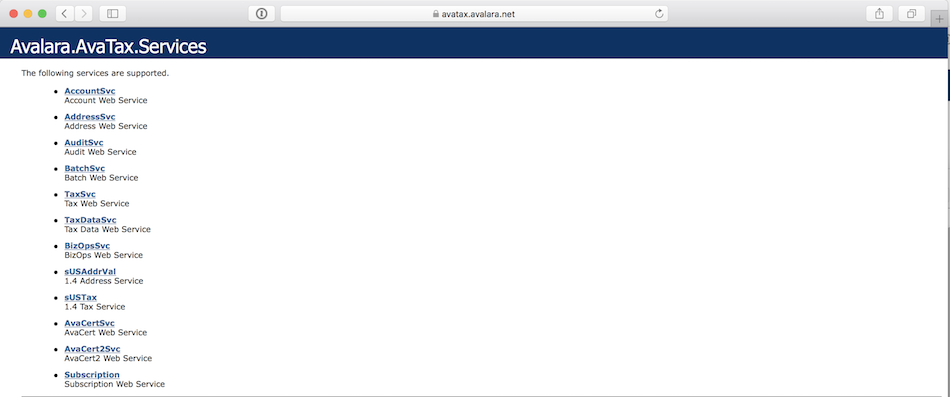 avatax.avalara.net
Avalara.AvaTax.Services
The following services are supported.
AccountSvc
Account Web Service
AddressSvc
Address Web Service
AuditSvc
Audit Web Service
BatchSvc
Batch Web Service
TaxSvc
Tax Web Service
TaxDataSvc
Tax Data Web Service
BizOpsSvc
BizOps Web Service
sUSAddrVal
1.4 Address Service
sUSTax
1.4 Tax Service
AvaCertSvc
AvaCert Web Service
AvaCert2Svc
AvaCert2 Web Service
Subscription
Subscription Web Service